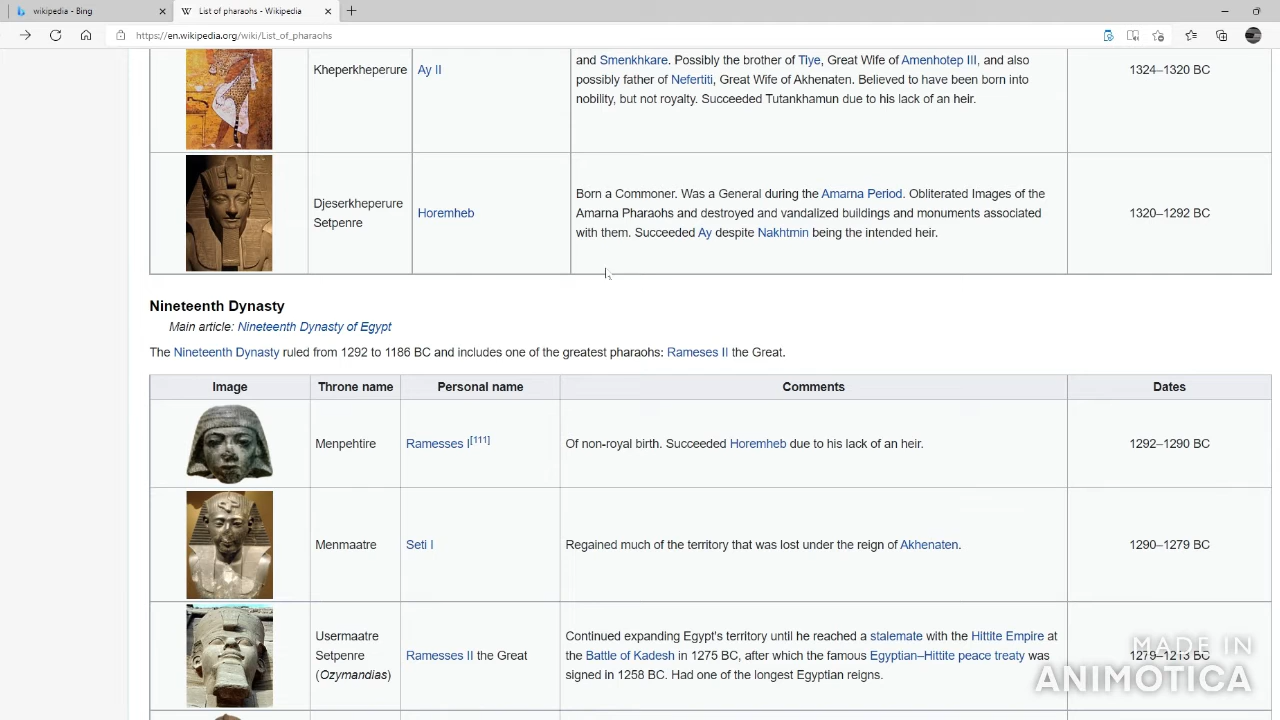 wikipedia - Bing
List of pharaohs - Wikipedia
https://en.wikipedia.org/wiki/List_of_pharaohs
Kheperkheperure
Ay II
and Smenkhkare. Possibly the brother of Tiye, Great Wife of Amenhotep III, and also
possibly father of Nefertiti, Great Wife of Akhenaten. Believed to have been born into
nobility, but not royalty. Succeeded Tutankhamun due to his lack of an heir.
1324–1320 BC
Djeserkheperure
Setpenre
Horemheb
Born a Commoner. Was a General during the Amarna Period. Obliterated Images of the
Amarna Pharaohs and destroyed and vandalized buildings and monuments associated
with them. Succeeded Ay despite Nakhtmin being the intended heir.
1320–1292 BC
Nineteenth Dynasty
Main article: Nineteenth Dynasty of Egypt
The Nineteenth Dynasty ruled from 1292 to 1186 BC and includes one of the greatest pharaohs: Rameses II the Great.
Image
Throne name
Personal name
Comments
Dates
Menpehtire
Ramesses I[111]
Of non-royal birth. Succeeded Horemheb due to his lack of an heir.
1292–1290 BC
Menmaatre
Seti I
Regained much of the territory that was lost under the reign of Akhenaten.
1290–1279 BC
Usermaatre
Setpenre
(Ozymandias)
Ramesses II the Great
Continued expanding Egypt's territory until he reached a stalemate with the Hittite Empire at
the Battle of Kadesh in 1275 BC, after which the famous Egyptian–Hittite peace treaty was
signed in 1258 BC. Had one of the longest Egyptian reigns.
1279–1213 BC
MADE IN
ANIMOTICA